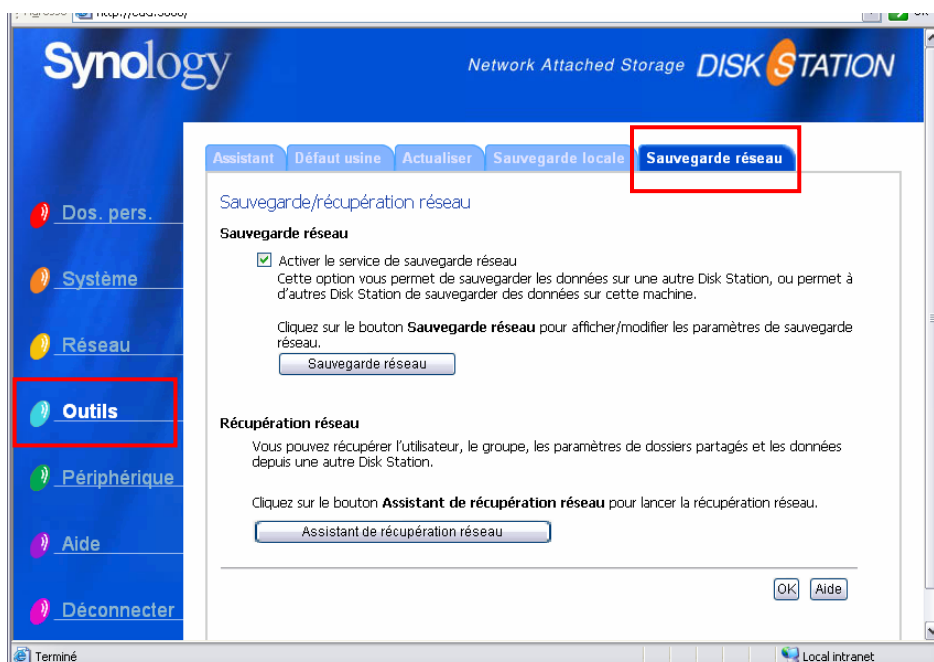 http://cdd:5000/
OK
Synology
Network Attached Storage DISK STATION
Assistant Défaut usine Actualiser Sauvegarde locale Sauvegarde réseau
Sauvegarde/récupération réseau
Sauvegarde réseau
Activer le service de sauvegarde réseau
Cette option vous permet de sauvegarder les données sur une autre Disk Station, ou permet à
d'autres Disk Station de sauvegarder des données sur cette machine.
Cliquez sur le bouton Sauvegarde réseau pour afficher/modifier les paramètres de sauvegarde
réseau.
Sauvegarde réseau
Récupération réseau
Vous pouvez récupérer l'utilisateur, le groupe, les paramètres de dossiers partagés et les données
depuis une autre Disk Station.
Cliquez sur le bouton Assistant de récupération réseau pour lancer la récupération réseau.
Assistant de récupération réseau
OK Aide
Dos. pers.
Système
Réseau
Outils
Périphérique
Aide
Déconnecter
Terminé
Local intranet